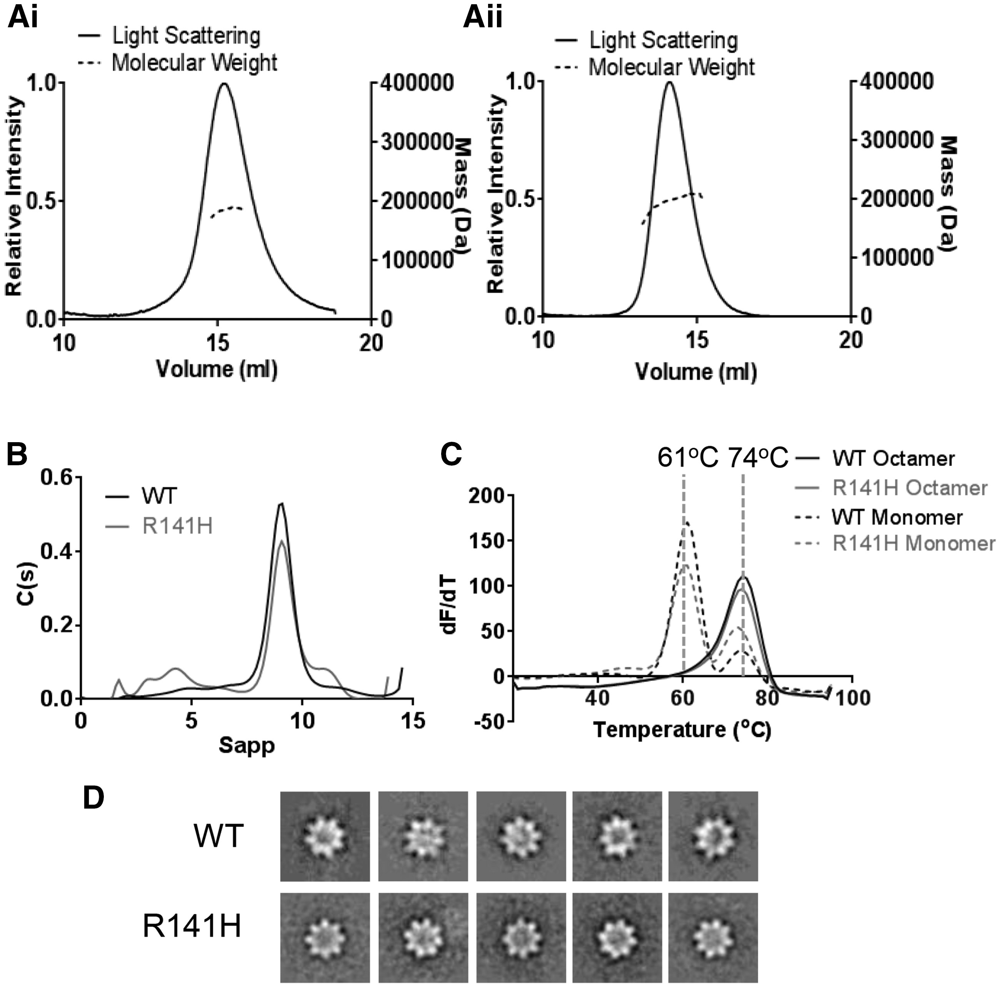 Ai
Light Scattering
Molecular Weight
1.0
0.5
0.0
Relative Intensity
400000
300000
200000
100000
0
Mass (Da)
10 15 20
Volume (ml)
Aii
Light Scattering
Molecular Weight
1.0
0.5
0.0
Relative Intensity
400000
300000
200000
100000
0
Mass (Da)
10 15 20
Volume (ml)
B
WT
R141H
0.6
0.4
0.2
0.0
C(s)
0 5 10 15
Sapp
C
61°C 74°C
WT Octamer
R141H Octamer
WT Monomer
R141H Monomer
200
150
100
50
0
-50
dF/dT
40 60 80 100
Temperature (°C)
D
WT
R141H